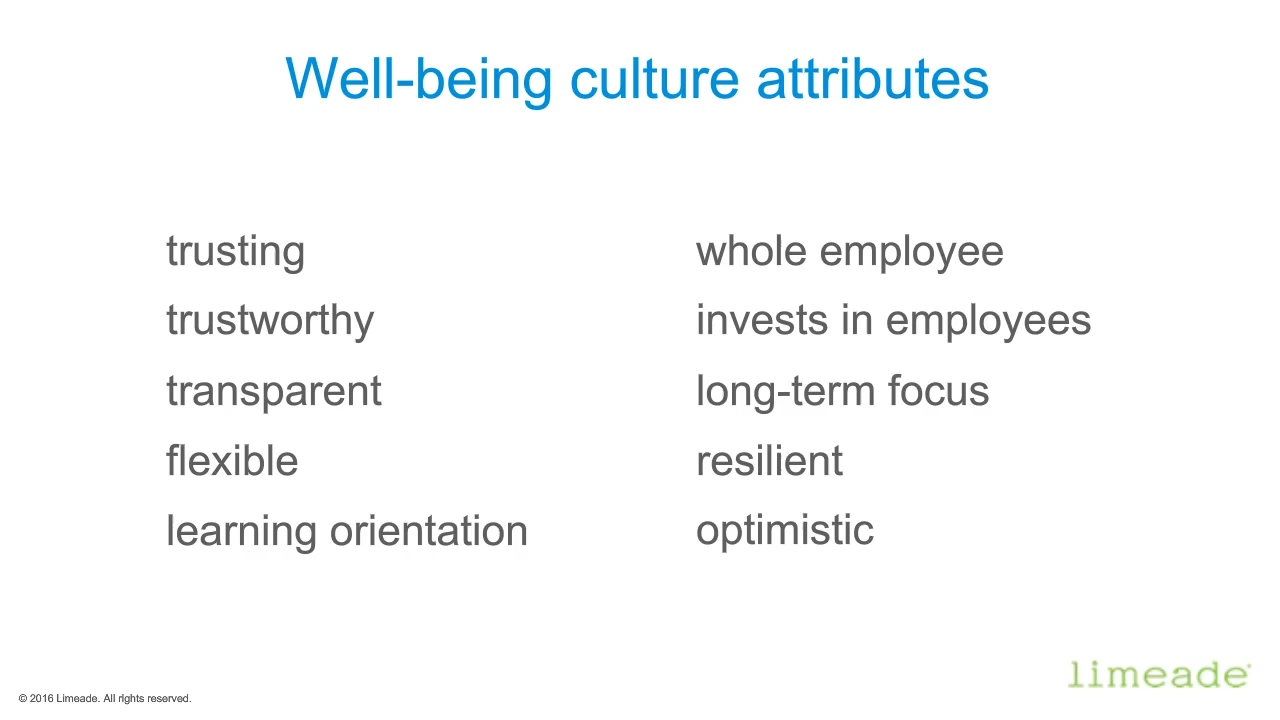 Well-being culture attributes
trusting
trustworthy
transparent
flexible
learning orientation
whole employee
invests in employees
long-term focus
resilient
optimistic
limeade
© 2016 Limeade. All rights reserved.